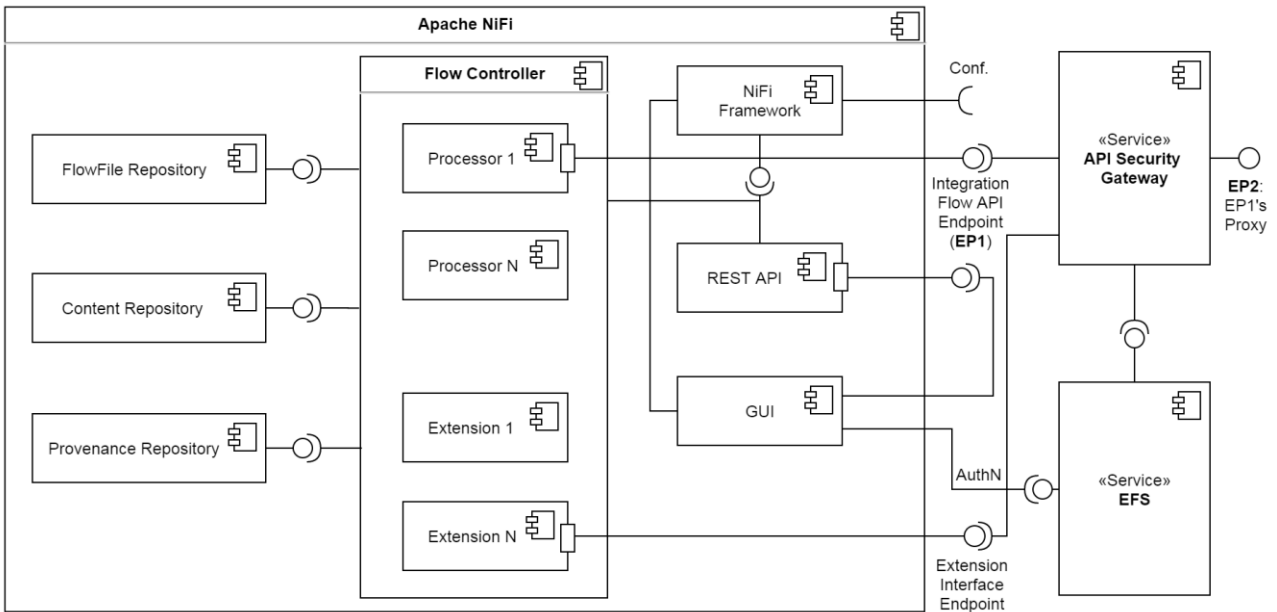 Apache NiFi
Flow Controller
FlowFile Repository
Content Repository
Provenance Repository
Processor 1
Processor N
Extension 1
Extension N
NiFi
Framework
REST API
GUI
Conf.
Integration
Flow API
Endpoint
(EP1)
AuthN
Extension
Interface
Endpoint
«Service»
API Security
Gateway
EP2:
EP1's
Proxy
«Service»
EFS